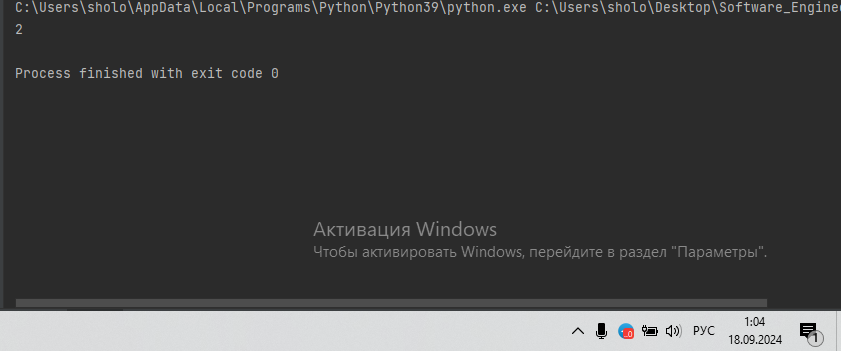 C:\Users\sholo\AppData\Local\Programs\Python\Python39\python.exe C:\Users\sholo\Desktop\Software_Engine
2
Process finished with exit code 0
Активация Windows
Чтобы активировать Windows, перейдите в раздел "Параметры".
РУС
1:04
18.09.2024
1